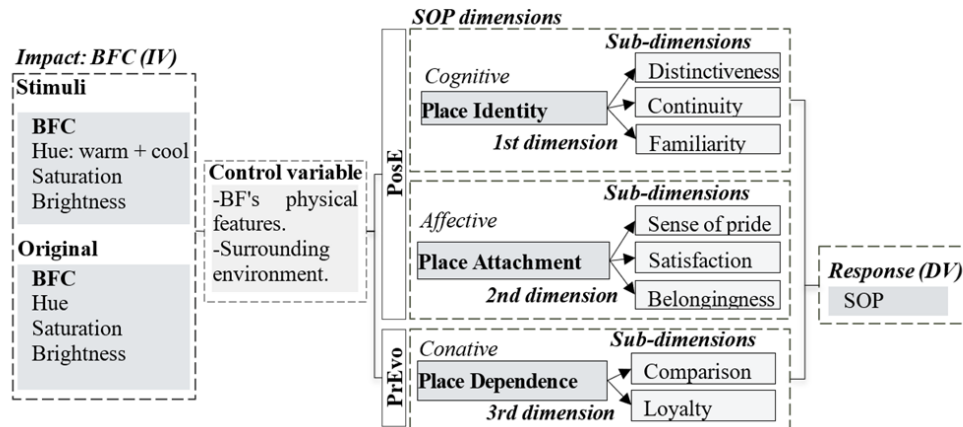 Impact: BFC (IV)
Stimuli
BFC
Hue: warm + cool
Saturation
Brightness
Original
BFC
Hue
Saturation
Brightness
Control variable
-BF's physical
features.
-Surrounding
environment.
SOP dimensions
PosE
Cognitive
Place Identity
1st dimension
Sub-dimensions
Distinctiveness
Continuity
Familiarity
Affective
Place Attachment
2nd dimension
Sub-dimensions
Sense of pride
Satisfaction
Belongingness
PrEvo
Conative
Place Dependence
3rd dimension
Sub-dimensions
Comparison
Loyalty
Response (DV)
SOP